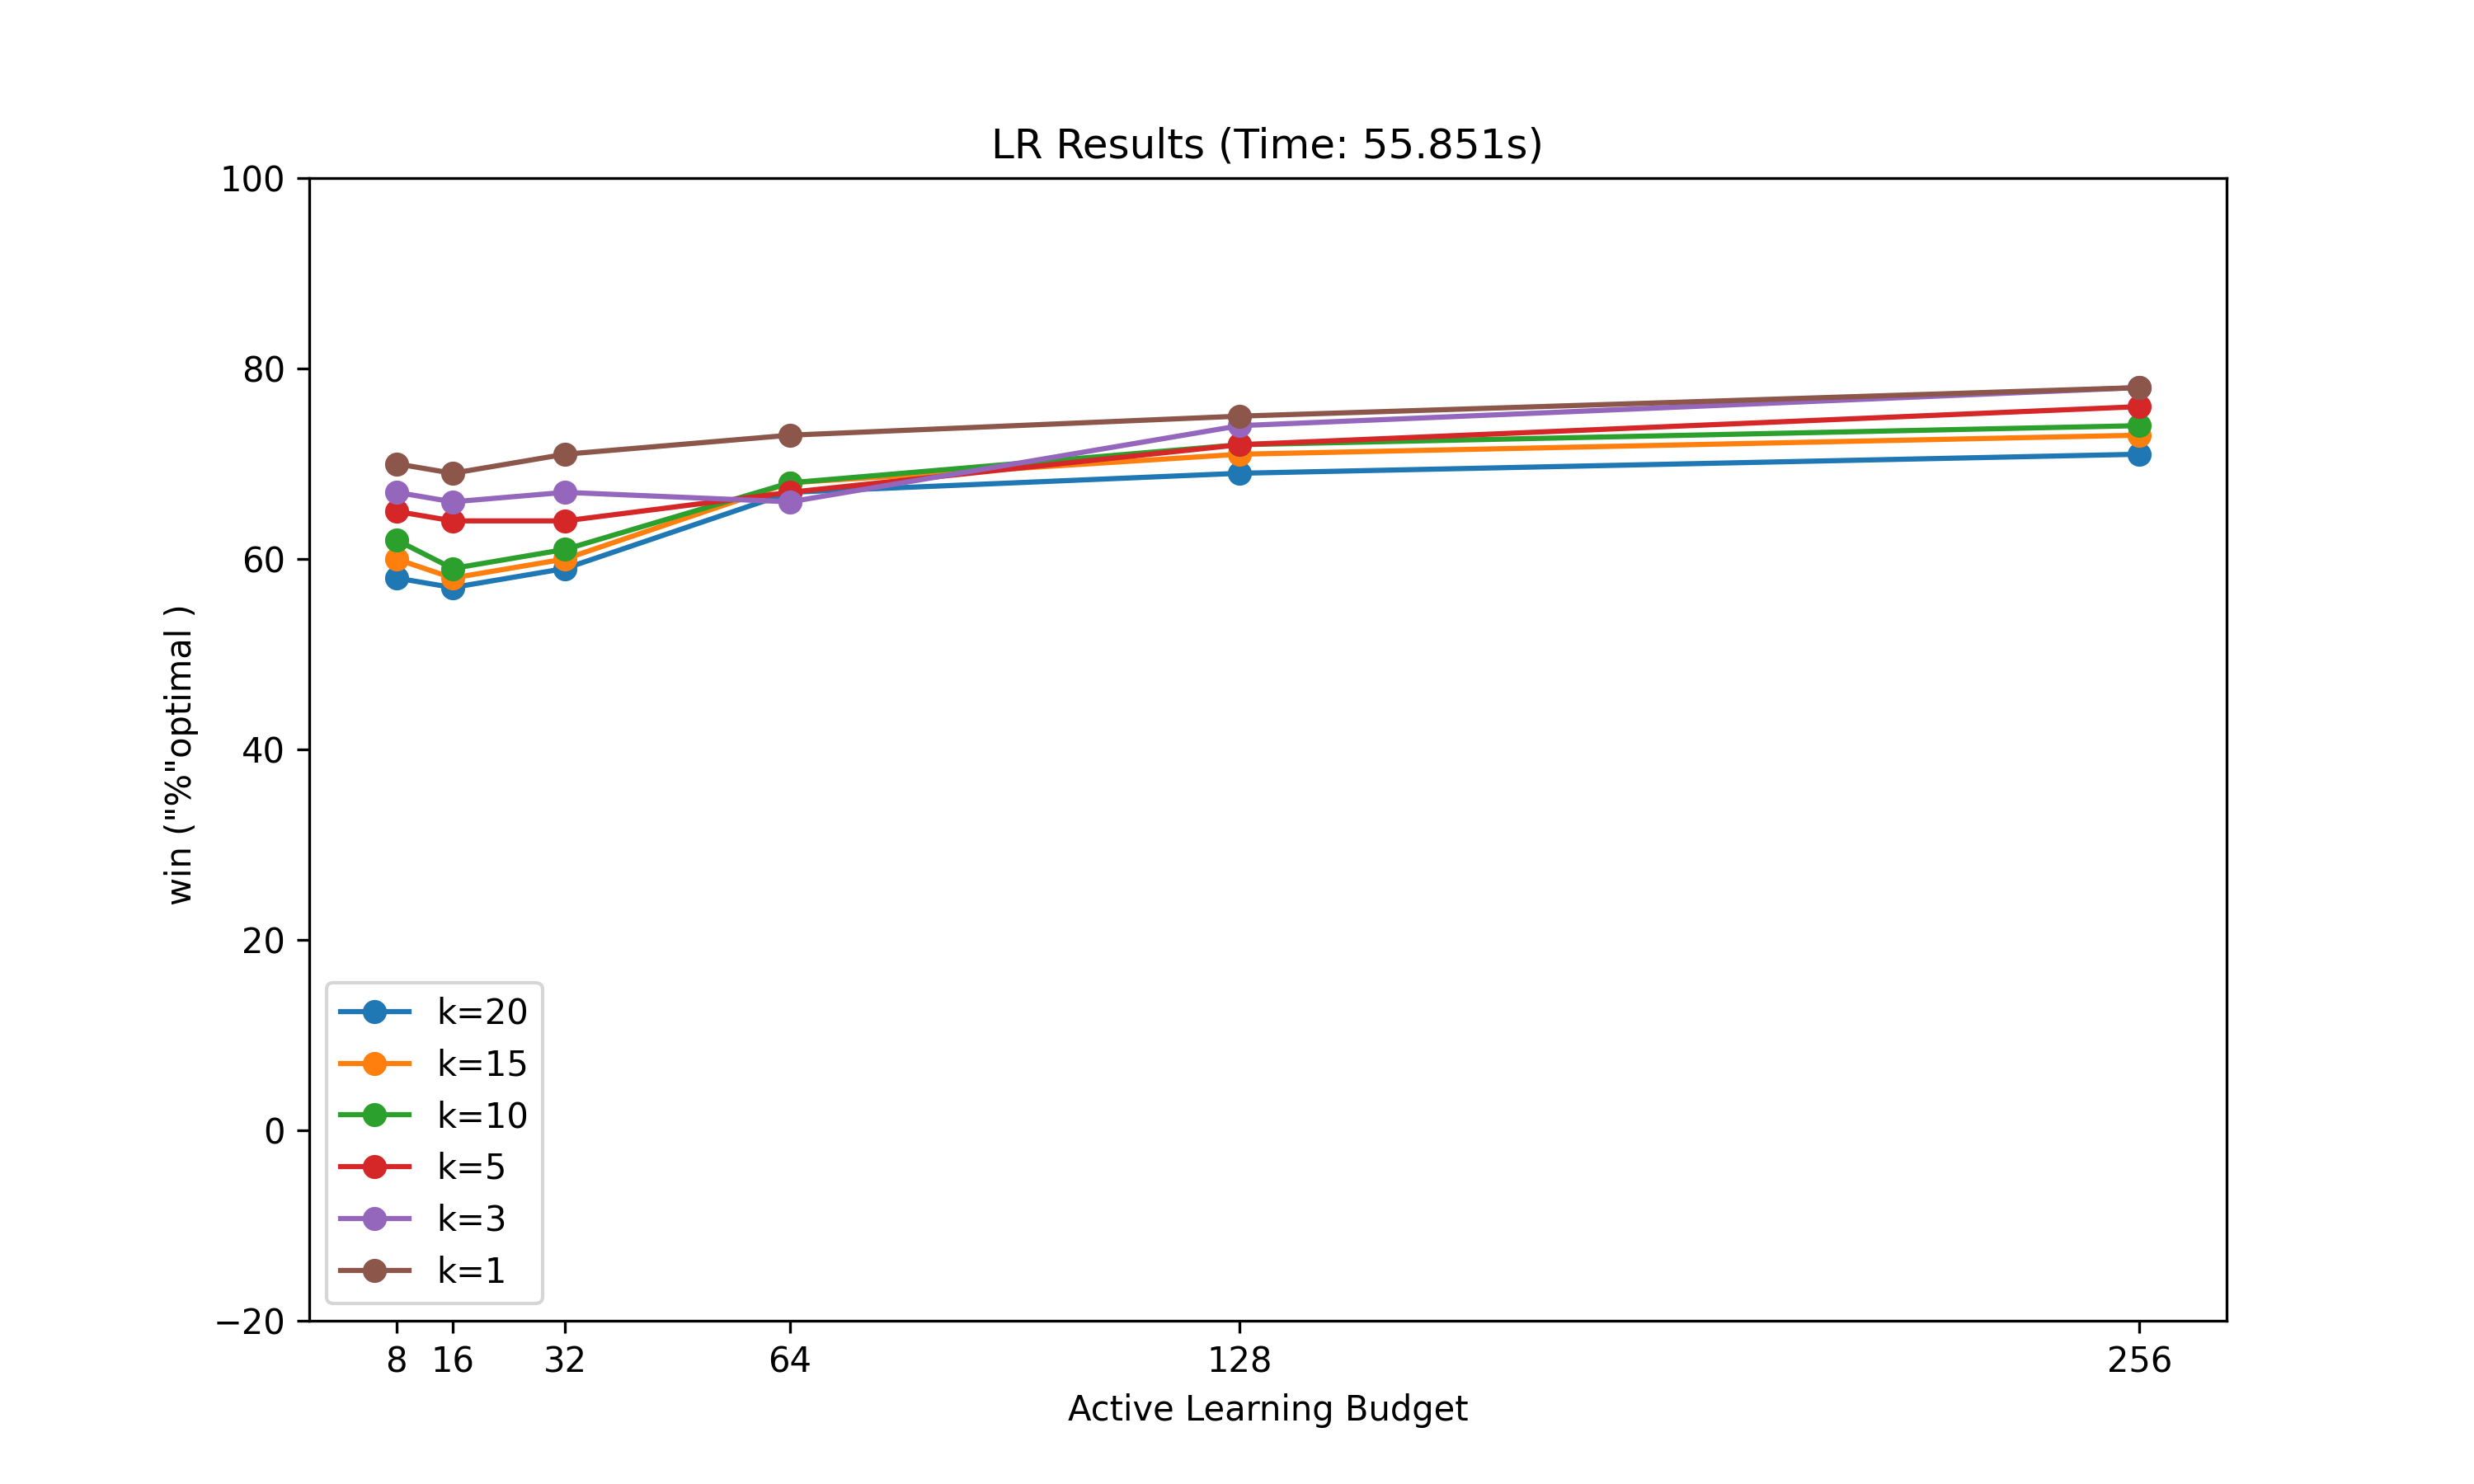 LR Results (Time: 55.851s)
100
80
60
40
20
0
−20
win ("%"optimal )
k=20
k=15
k=10
k=5
k=3
k=1
8 16 32 64 128 256
Active Learning Budget